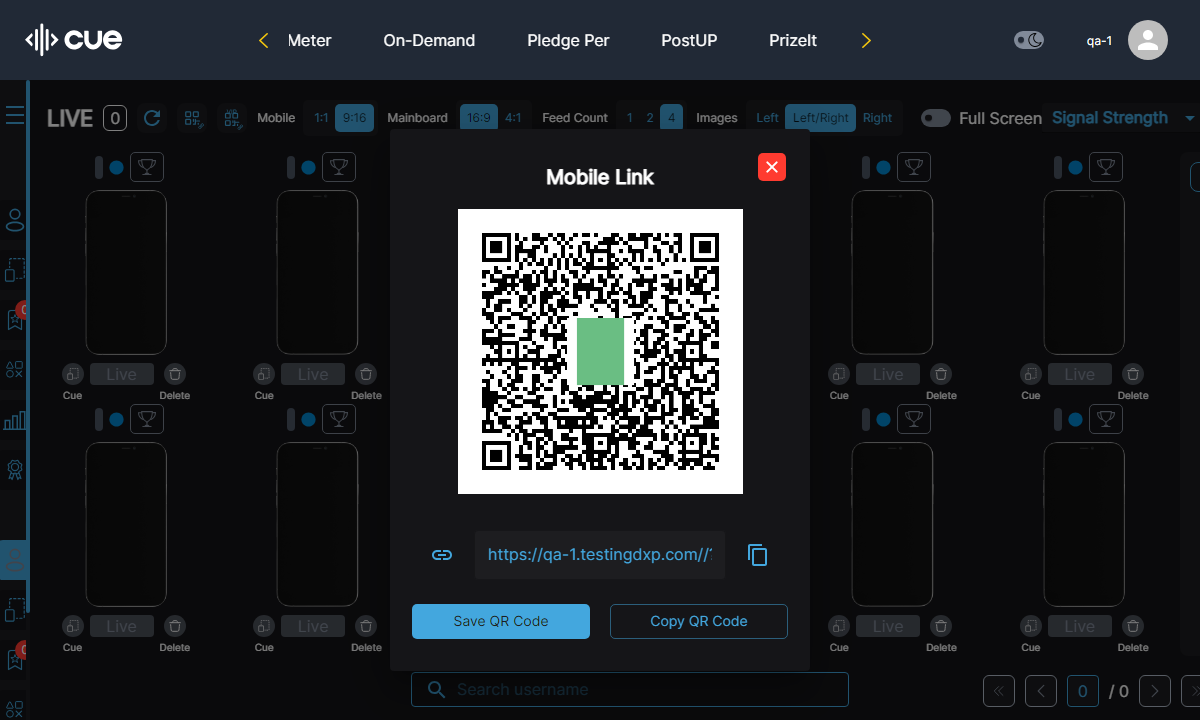 cue
Meter On-Demand Pledge Per PostUP PrizeIt
qa-1
LIVE 0
Mobile 1:1 9:16 Mainboard 16:9 4:1 Feed Count 1 2 4 Images Left Left/Right Right Full Screen Signal Strength
Mobile Link
https://qa-1.testingdxp.com//
Save QR Code Copy QR Code
Live Live Live Live
Cue Delete Cue Delete Cue Delete Cue Delete
Live Live Live Live
Cue Delete Cue Delete Cue Delete Cue Delete
Search username
0 / 0